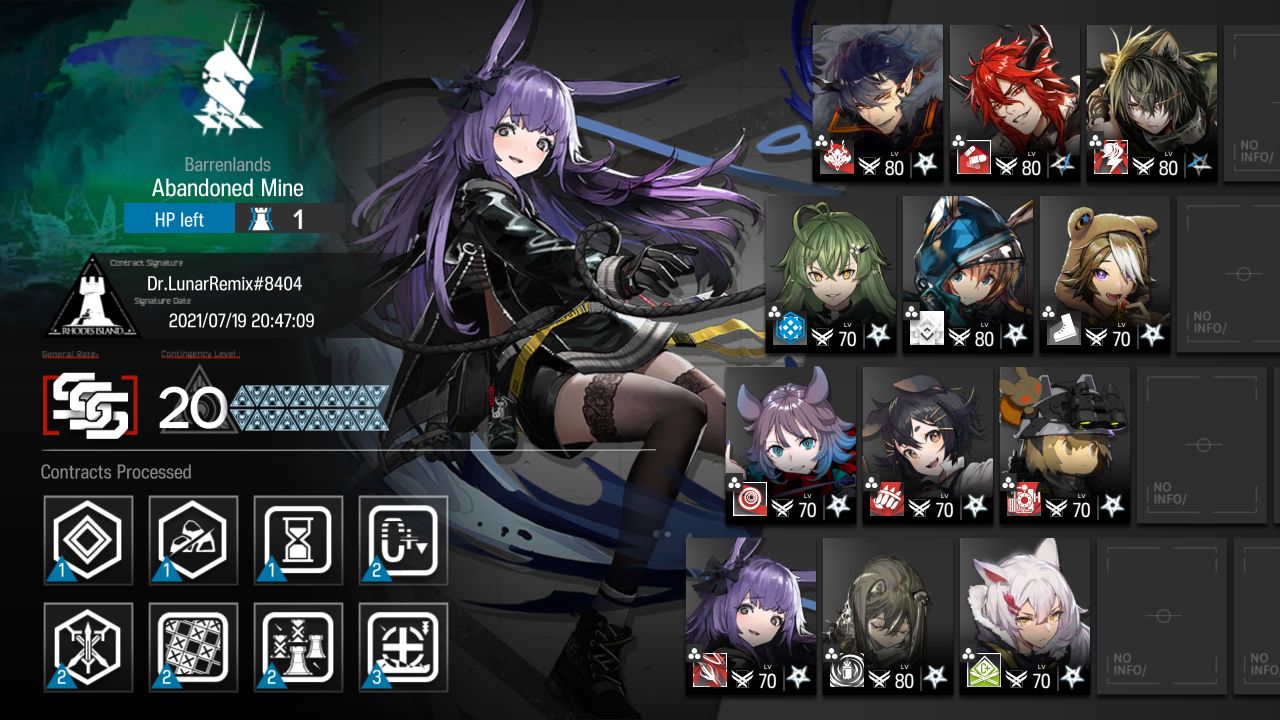 Barrenlands
Abandoned Mine
HP left 1
Contract Signature
Dr.LunarRemix#8404
Signature Date
2021/07/19 20:47:09
RHODES ISLAND
General Rate:
Contingency Level:
20
Contracts Processed
1 1 1 2
2 2 2 3
LV 80 LV 80 LV 80
NO INFO/
LV 70 LV 80 LV 70
NO INFO/
LV 70 LV 70 LV 70
NO INFO/
LV 70 LV 80 LV 70
NO INFO/
NO INFO